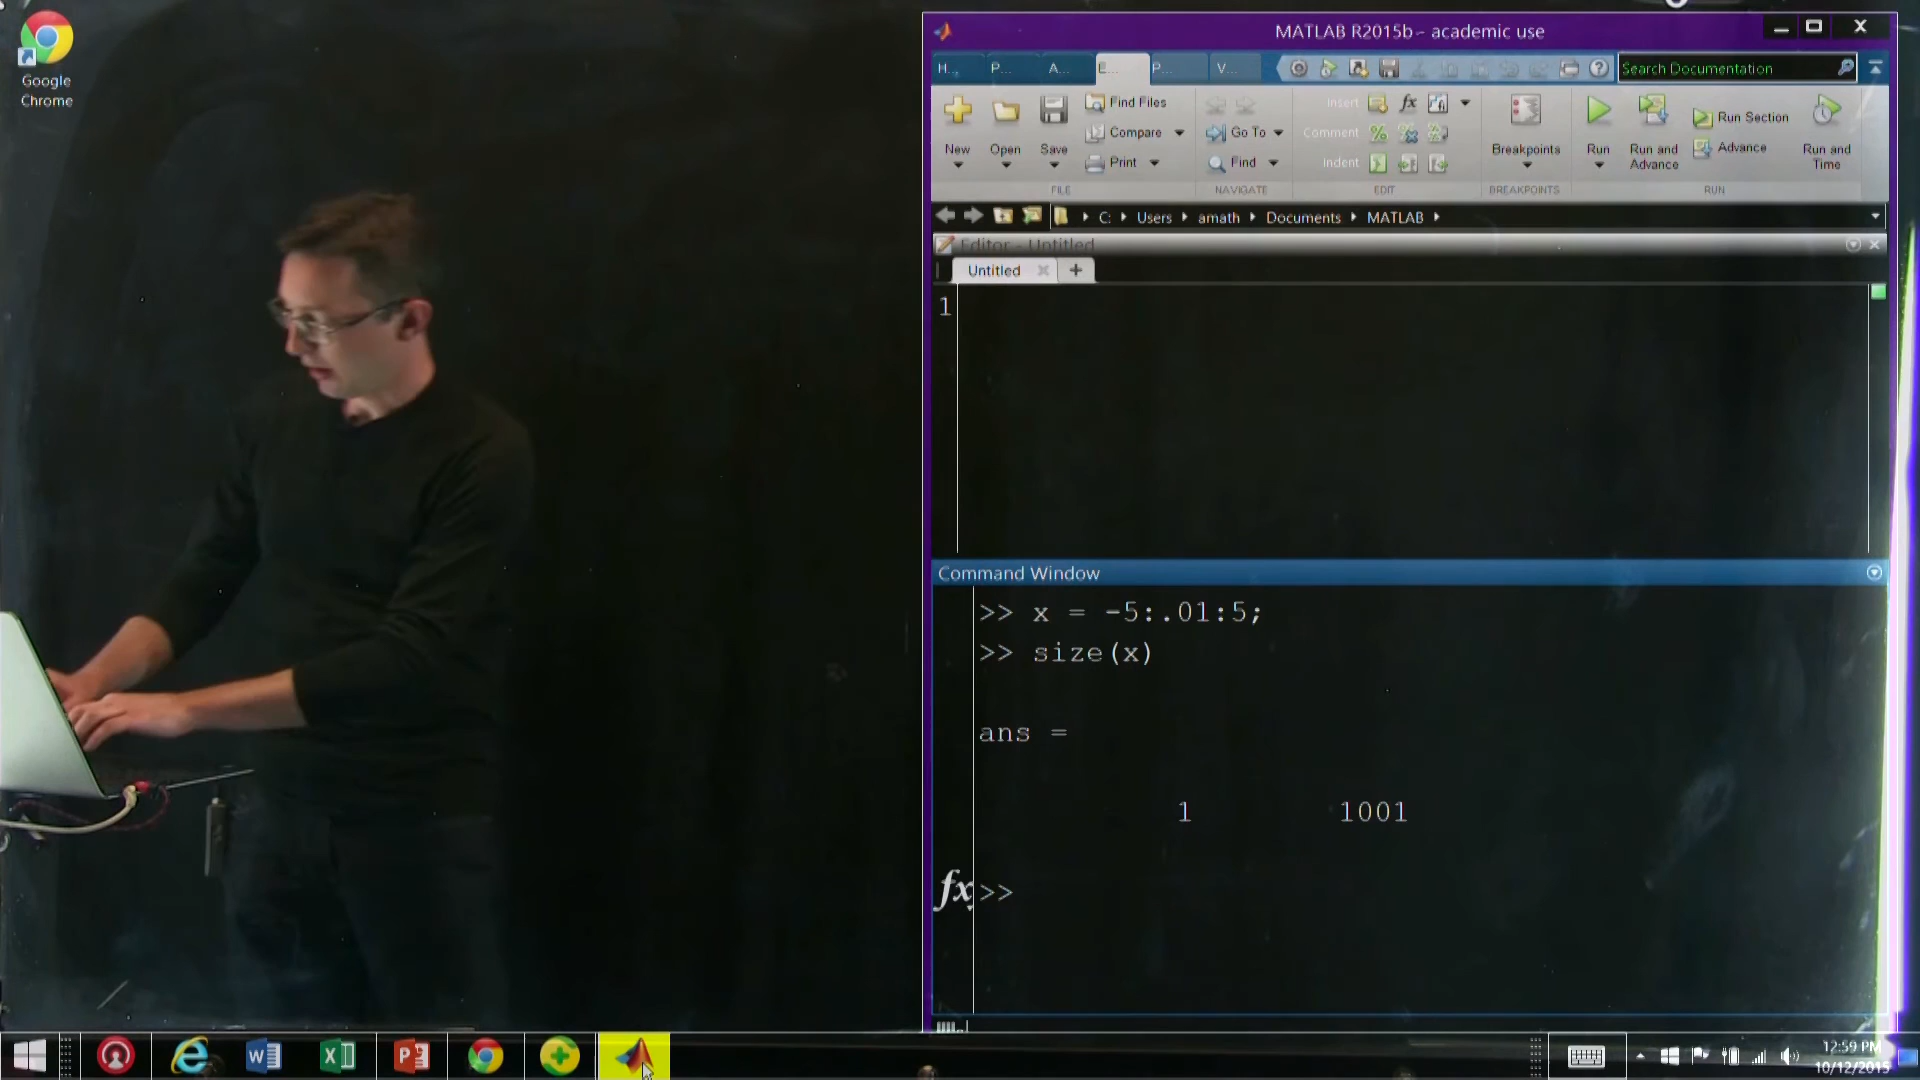 Google
Chrome
MATLAB R2015b - academic use
H... P... A... E... P... V...
Search Documentation
New
Open
Save
Find Files
Compare
Print
FILE
Go To
Find
NAVIGATE
Insert
Comment
Indent
EDIT
Breakpoints
BREAKPOINTS
Run
Run and
Advance
Run Section
Advance
Run and
Time
RUN
C: Users amath Documents MATLAB
Editor - Untitled
Untitled
1
Command Window
>> x = -5:.01:5;
>> size(x)
ans =
1 1001
fx >>
12:59 PM
10/12/2015